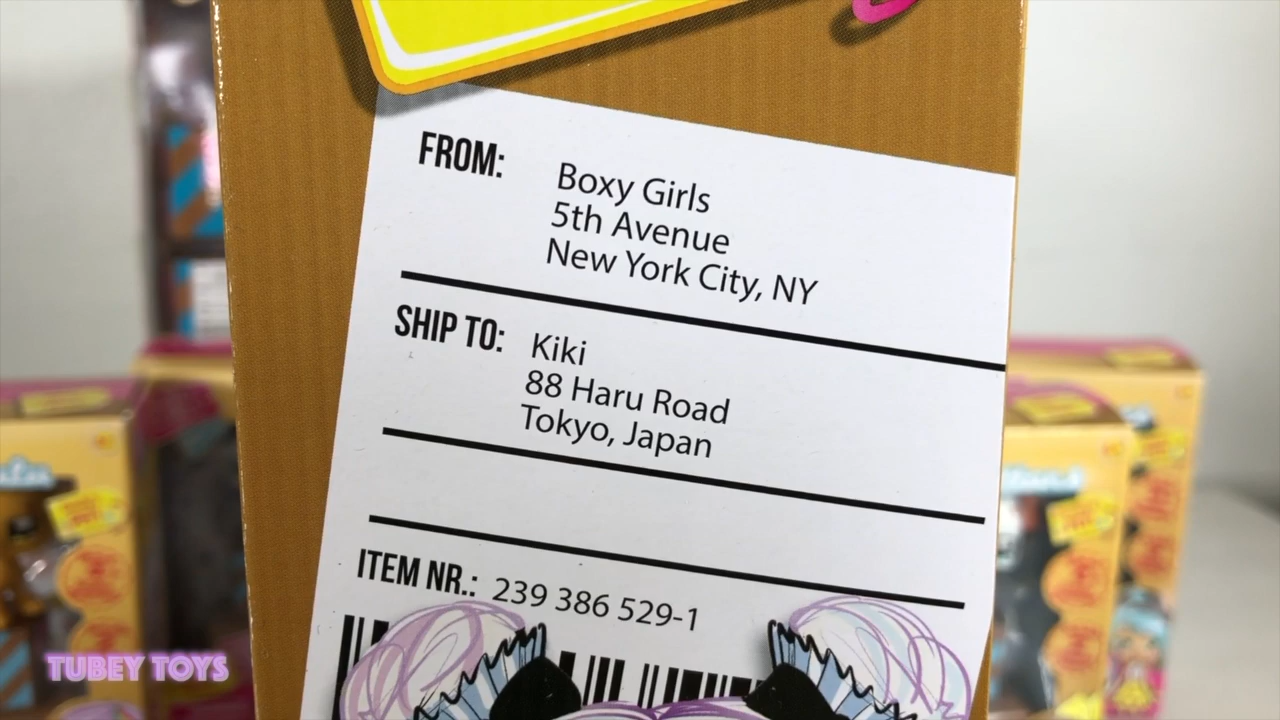 FROM:
Boxy Girls
5th Avenue
New York City, NY
SHIP TO:
Kiki
88 Haru Road
Tokyo, Japan
ITEM NR.: 239 386 529-1
TUBEY TOYS